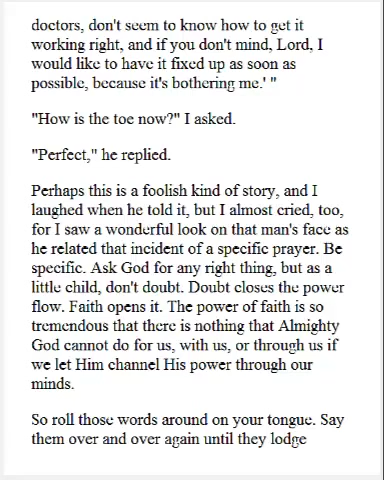 doctors, don't seem to know how to get it
working right, and if you don't mind, Lord, I
would like to have it fixed up as soon as
possible, because it's bothering me.' "
"How is the toe now?" I asked.
"Perfect," he replied.
Perhaps this is a foolish kind of story, and I
laughed when he told it, but I almost cried, too,
for I saw a wonderful look on that man's face as
he related that incident of a specific prayer. Be
specific. Ask God for any right thing, but as a
little child, don't doubt. Doubt closes the power
flow. Faith opens it. The power of faith is so
tremendous that there is nothing that Almighty
God cannot do for us, with us, or through us if
we let Him channel His power through our
minds.
So roll those words around on your tongue. Say
them over and over again until they lodge